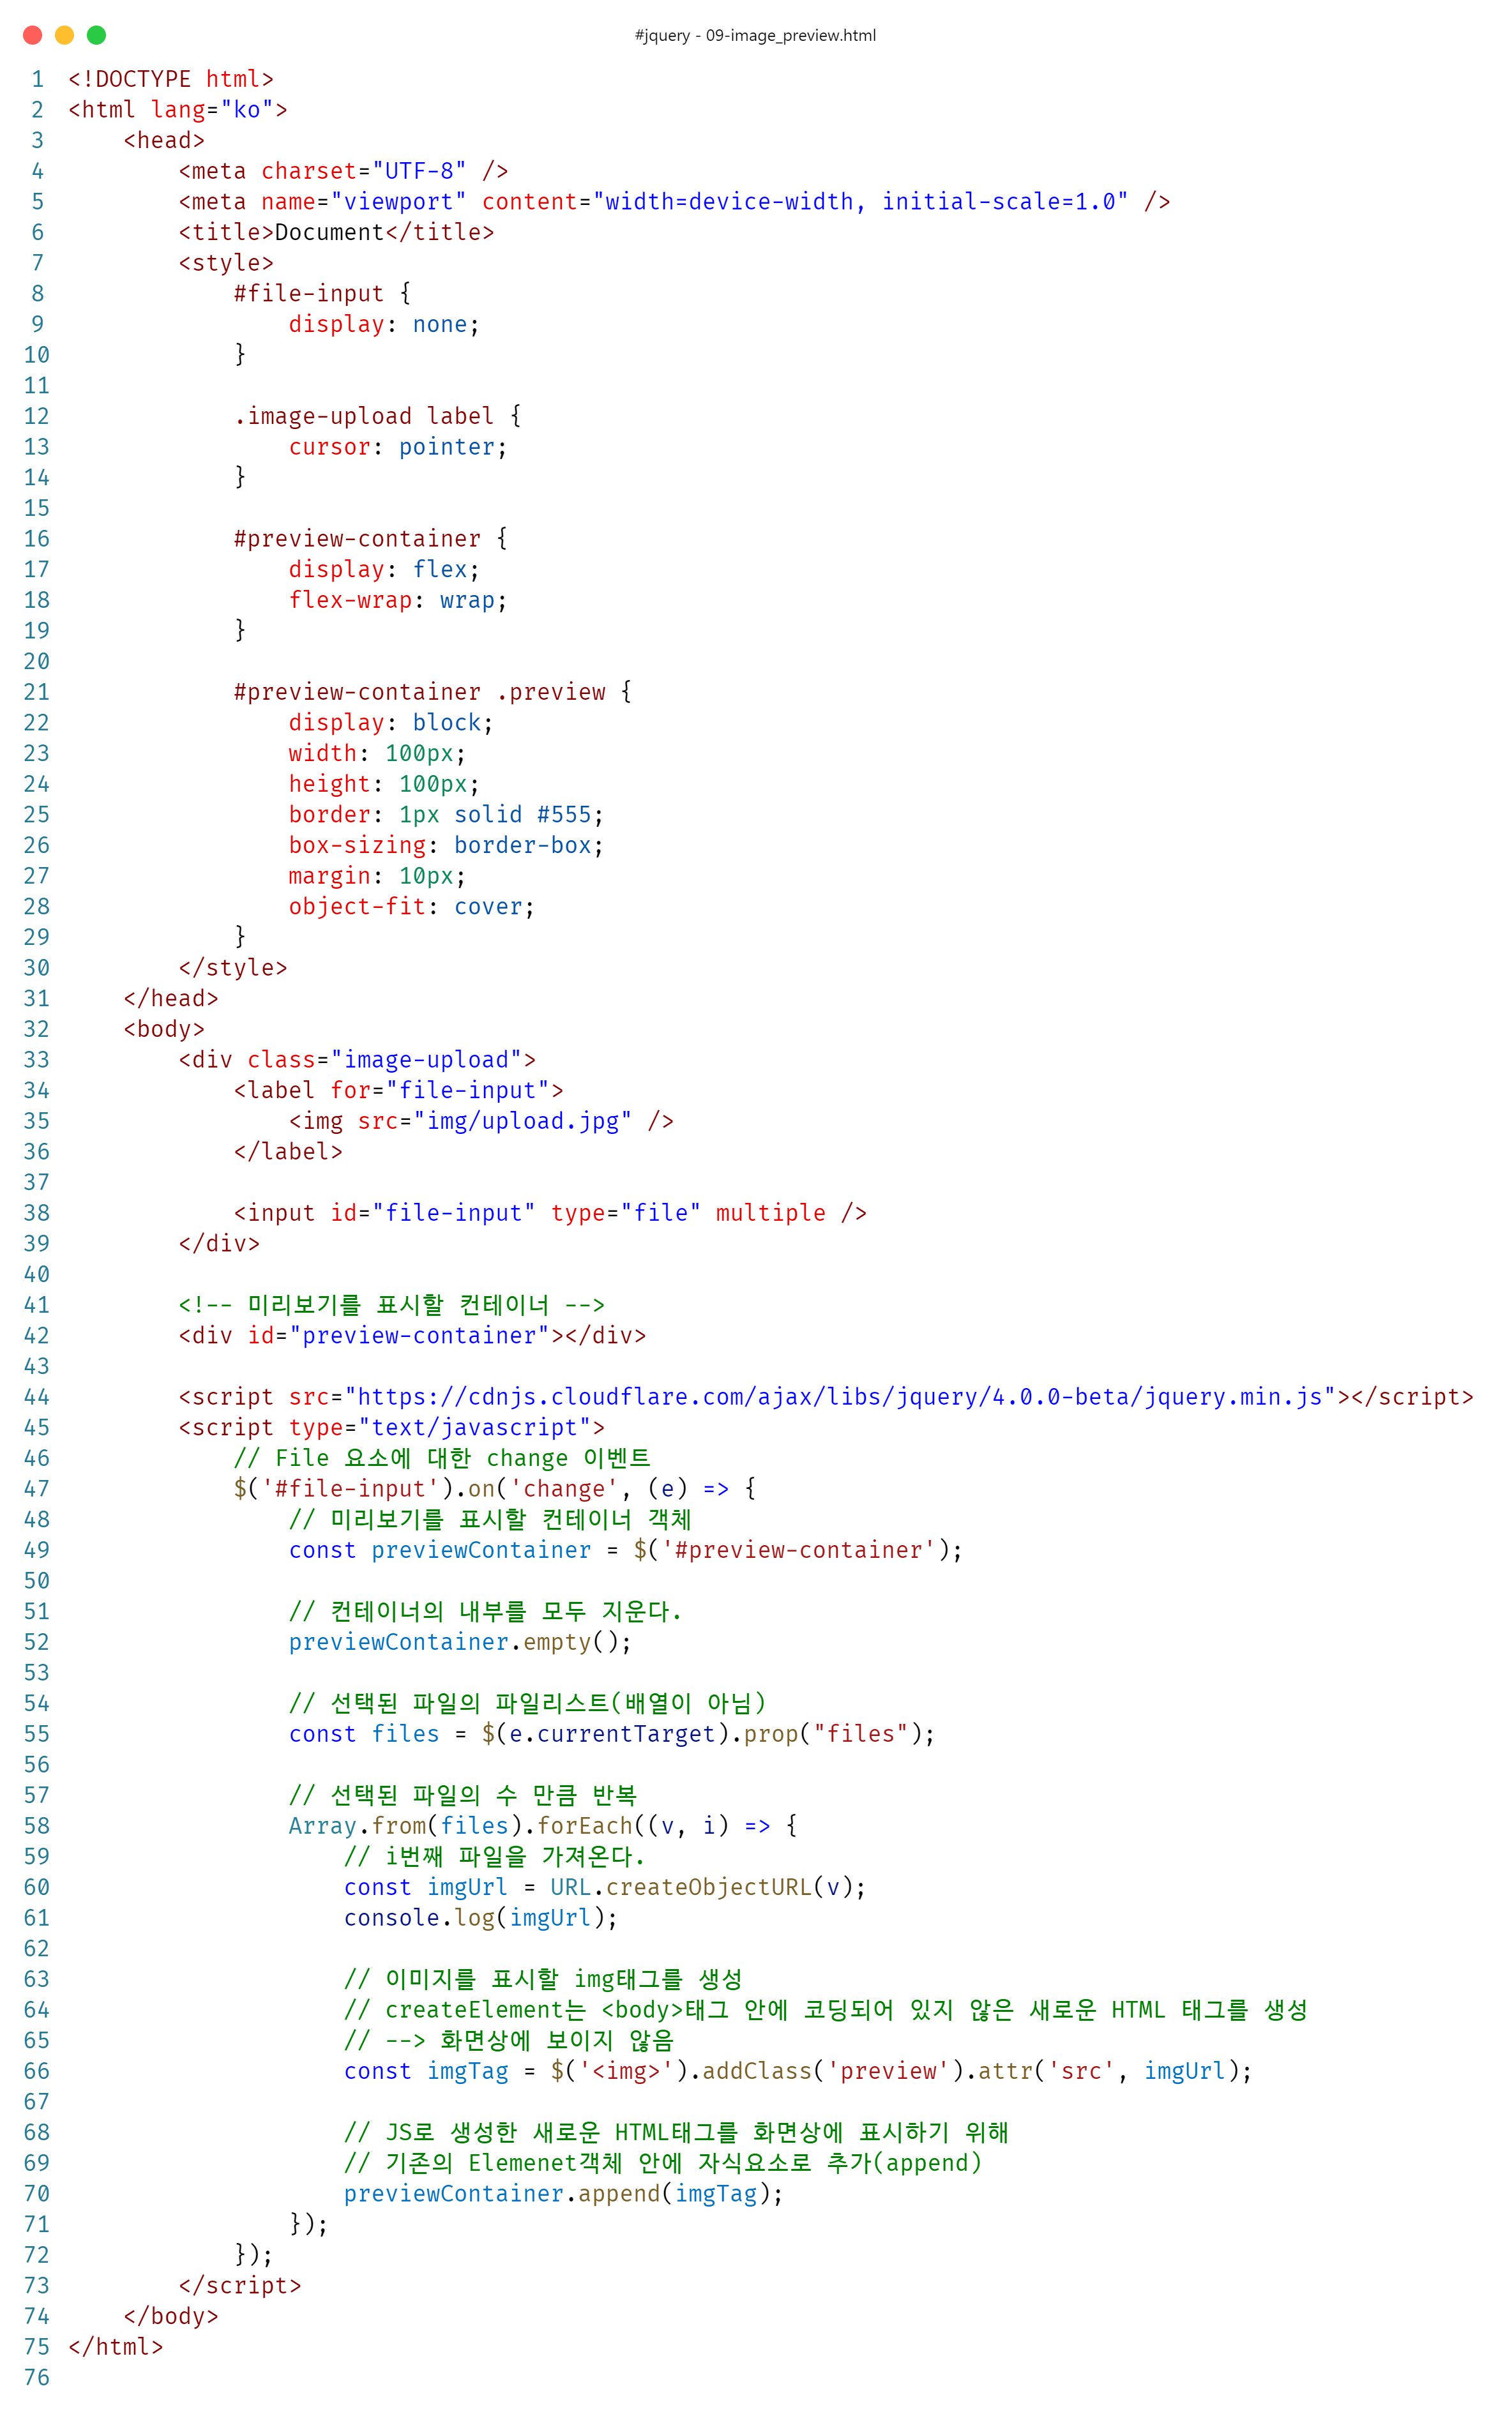 #jquery - 09-image_preview.html
1 <!DOCTYPE html>
2 <html lang="ko">
3     <head>
4         <meta charset="UTF-8" />
5         <meta name="viewport" content="width=device-width, initial-scale=1.0" />
6         <title>Document</title>
7         <style>
8             #file-input {
9                 display: none;
10             }
11
12             .image-upload label {
13                 cursor: pointer;
14             }
15
16             #preview-container {
17                 display: flex;
18                 flex-wrap: wrap;
19             }
20
21             #preview-container .preview {
22                 display: block;
23                 width: 100px;
24                 height: 100px;
25                 border: 1px solid #555;
26                 box-sizing: border-box;
27                 margin: 10px;
28                 object-fit: cover;
29             }
30         </style>
31     </head>
32     <body>
33         <div class="image-upload">
34             <label for="file-input">
35                 <img src="img/upload.jpg" />
36             </label>
37
38             <input id="file-input" type="file" multiple />
39         </div>
40
41         <!-- 미리보기를 표시할 컨테이너 -->
42         <div id="preview-container"></div>
43
44         <script src="https://cdnjs.cloudflare.com/ajax/libs/jquery/4.0.0-beta/jquery.min.js"></script>
45         <script type="text/javascript">
46             // File 요소에 대한 change 이벤트
47             $('#file-input').on('change', (e) => {
48                 // 미리보기를 표시할 컨테이너 객체
49                 const previewContainer = $('#preview-container');
50
51                 // 컨테이너의 내부를 모두 지운다.
52                 previewContainer.empty();
53
54                 // 선택된 파일의 파일리스트(배열이 아님)
55                 const files = $(e.currentTarget).prop("files");
56
57                 // 선택된 파일의 수 만큼 반복
58                 Array.from(files).forEach((v, i) => {
59                     // i번째 파일을 가져온다.
60                     const imgUrl = URL.createObjectURL(v);
61                     console.log(imgUrl);
62
63                     // 이미지를 표시할 img태그를 생성
64                     // createElement는 <body>태그 안에 코딩되어 있지 않은 새로운 HTML 태그를 생성
65                     // --> 화면상에 보이지 않음
66                     const imgTag = $('<img>').addClass('preview').attr('src', imgUrl);
67
68                     // JS로 생성한 새로운 HTML태그를 화면상에 표시하기 위해
69                     // 기존의 Elemenet객체 안에 자식요소로 추가(append)
70                     previewContainer.append(imgTag);
71                 });
72             });
73         </script>
74     </body>
75 </html>
76